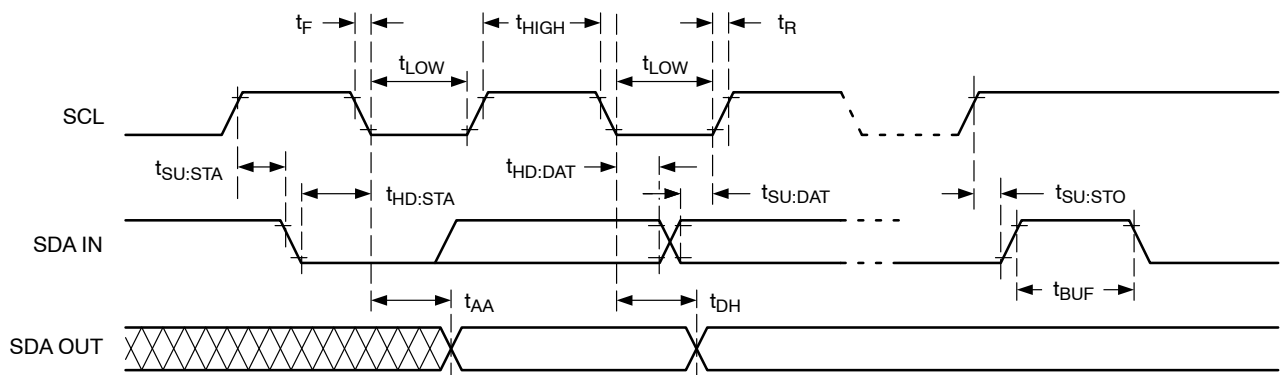 tF
tHIGH
tR
tLOW
tLOW
SCL
tSU:STA
tHD:STA
tHD:DAT
tSU:DAT
tSU:STO
SDA IN
tBUF
tAA
tDH
SDA OUT